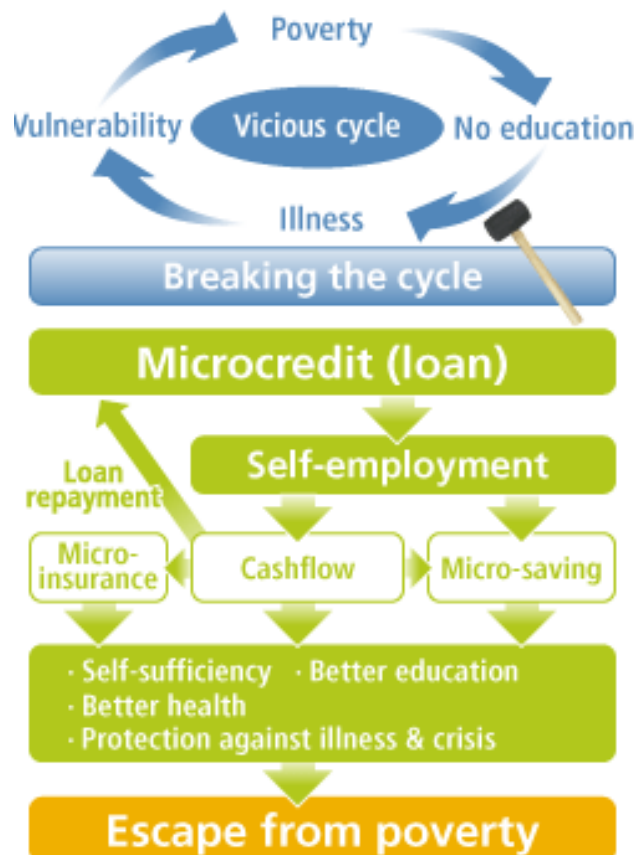 Poverty
Vulnerability
Vicious cycle
No education
Illness
Breaking the cycle
Microcredit (loan)
Self-employment
Loan
repayment
Micro-
insurance
Cashflow
Micro-saving
· Self-sufficiency · Better education
· Better health
· Protection against illness & crisis
Escape from poverty